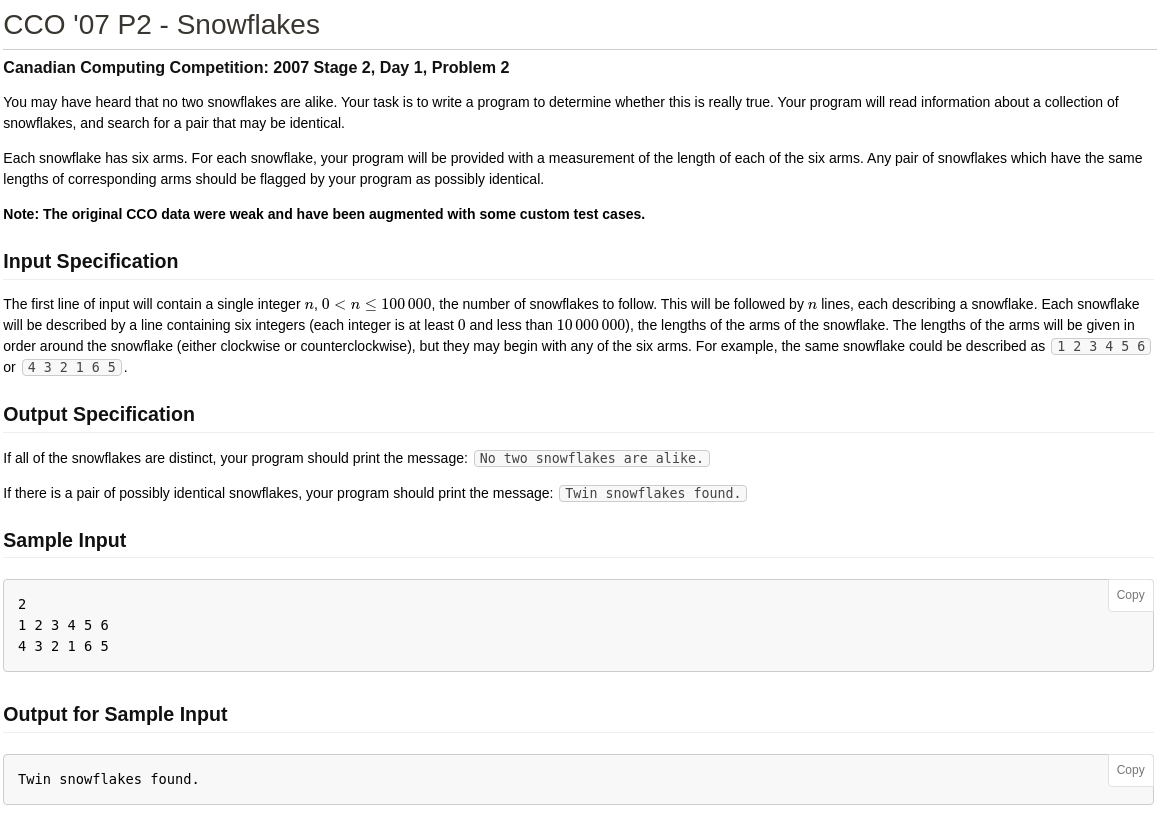 CCO '07 P2 - Snowflakes
Canadian Computing Competition: 2007 Stage 2, Day 1, Problem 2
You may have heard that no two snowflakes are alike. Your task is to write a program to determine whether this is really true. Your program will read information about a collection of
snowflakes, and search for a pair that may be identical.
Each snowflake has six arms. For each snowflake, your program will be provided with a measurement of the length of each of the six arms. Any pair of snowflakes which have the same
lengths of corresponding arms should be flagged by your program as possibly identical.
Note: The original CCO data were weak and have been augmented with some custom test cases.
Input Specification
The first line of input will contain a single integer n, 0 < n ≤ 100 000, the number of snowflakes to follow. This will be followed by n lines, each describing a snowflake. Each snowflake
will be described by a line containing six integers (each integer is at least 0 and less than 10 000 000), the lengths of the arms of the snowflake. The lengths of the arms will be given in
order around the snowflake (either clockwise or counterclockwise), but they may begin with any of the six arms. For example, the same snowflake could be described as 1 2 3 4 5 6
or 4 3 2 1 6 5.
Output Specification
If all of the snowflakes are distinct, your program should print the message: No two snowflakes are alike.
If there is a pair of possibly identical snowflakes, your program should print the message: Twin snowflakes found.
Sample Input
Copy
2
1 2 3 4 5 6
4 3 2 1 6 5
Output for Sample Input
Copy
Twin snowflakes found.